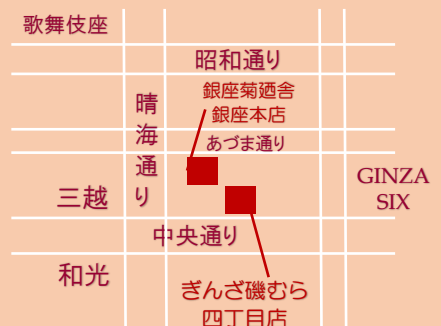 歌舞伎座
昭和通り
銀座菊廼舎
銀座本店
晴海通り
あづま通り
三越
GINZA
SIX
中央通り
和光
ぎんざ磯むら
四丁目店